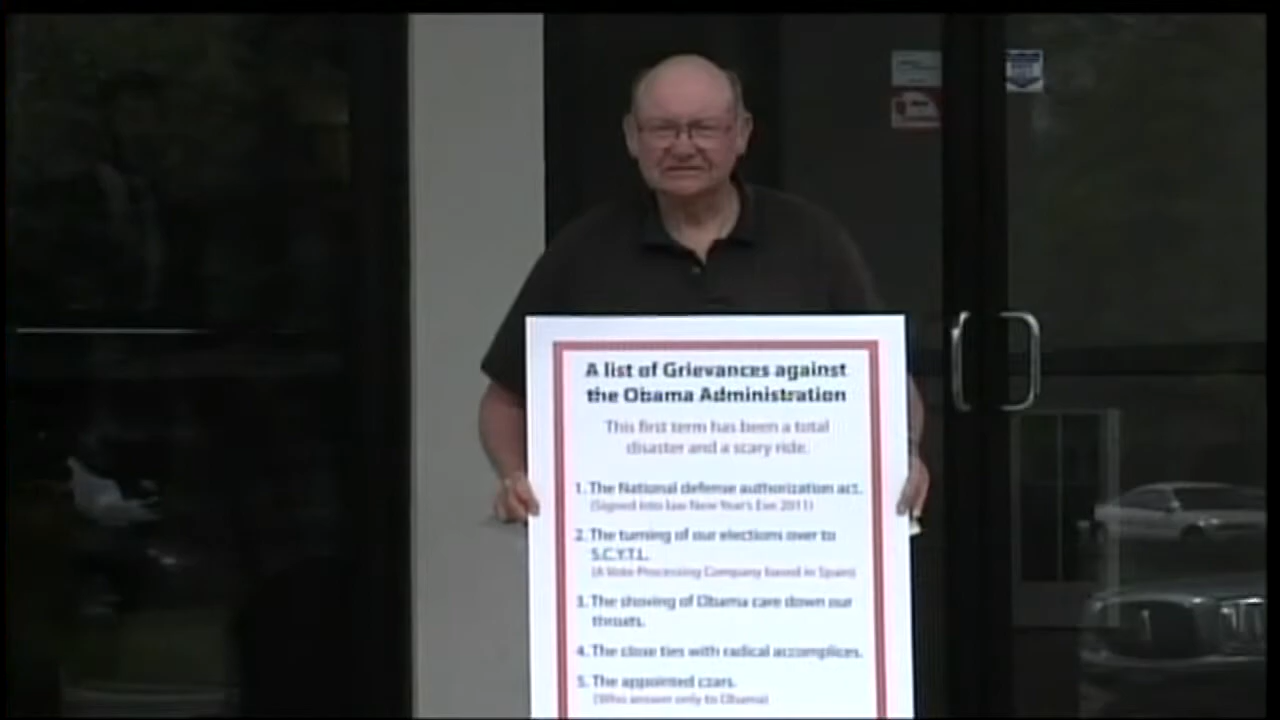 A list of Grievances against
the Obama Administration
This first term has been a total
disaster and a scary ride.
1. The National defense authorization act.
(Signed into law New Year's Eve 2011)
2. The turning of our elections over to
S.C.Y.T.L.
(A Vote Processing Company based in Spain)
3. The shoving of Obama care down our
throats.
4. The close ties with radical accomplices.
5. The appointed czars.
(Who answer only to Obama)